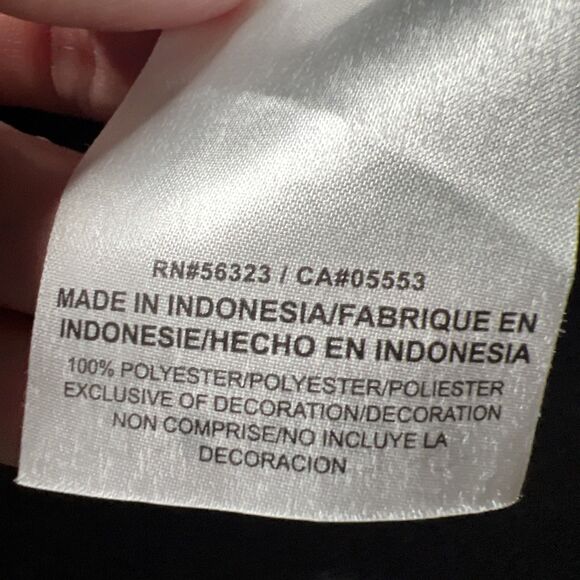 RN#56323 / CA#05553
MADE IN INDONESIA/FABRIQUE EN
INDONESIE/HECHO EN INDONESIA
100% POLYESTER/POLYESTER/POLIESTER
EXCLUSIVE OF DECORATION/DECORATION
NON COMPRISE/NO INCLUYE LA
DECORACION